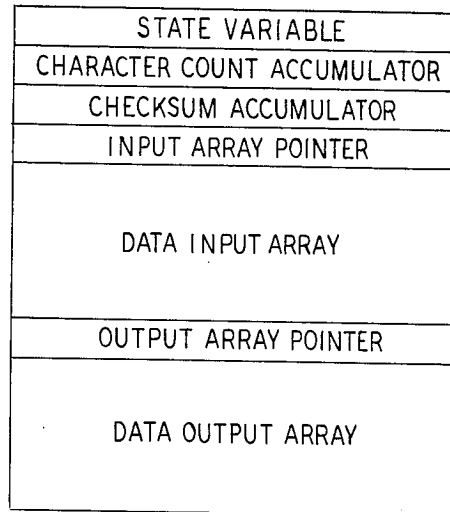 STATE VARIABLE
CHARACTER COUNT ACCUMULATOR
CHECKSUM ACCUMULATOR
INPUT ARRAY POINTER
DATA INPUT ARRAY
OUTPUT ARRAY POINTER
DATA OUTPUT ARRAY